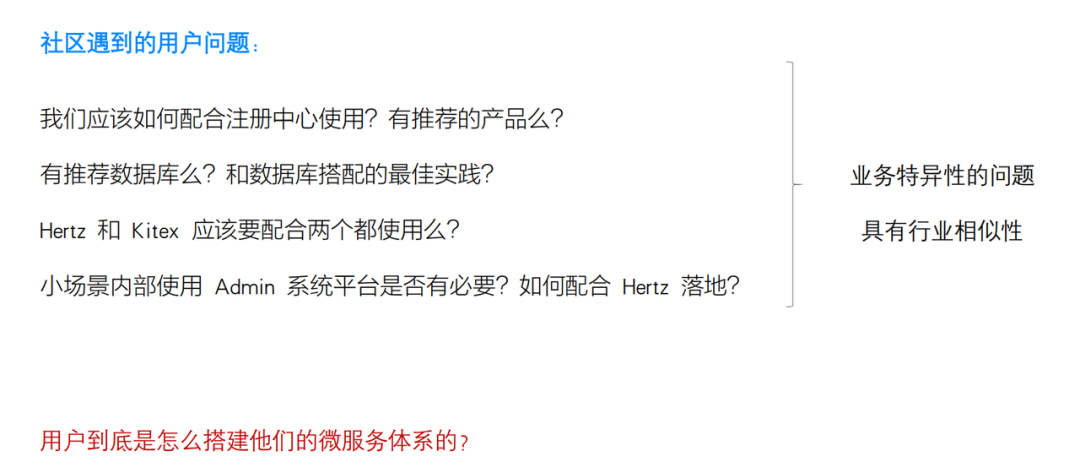 社区遇到的用户问题：
我们应该如何配合注册中心使用？有推荐的产品么？
有推荐数据库么？和数据库搭配的最佳实践？
Hertz 和 Kitex 应该要配合两个都使用么？
小场景内部使用 Admin 系统平台是否有必要？如何配合 Hertz 落地？
业务特异性的问题
具有行业相似性
用户到底是怎么搭建他们的微服务体系的？